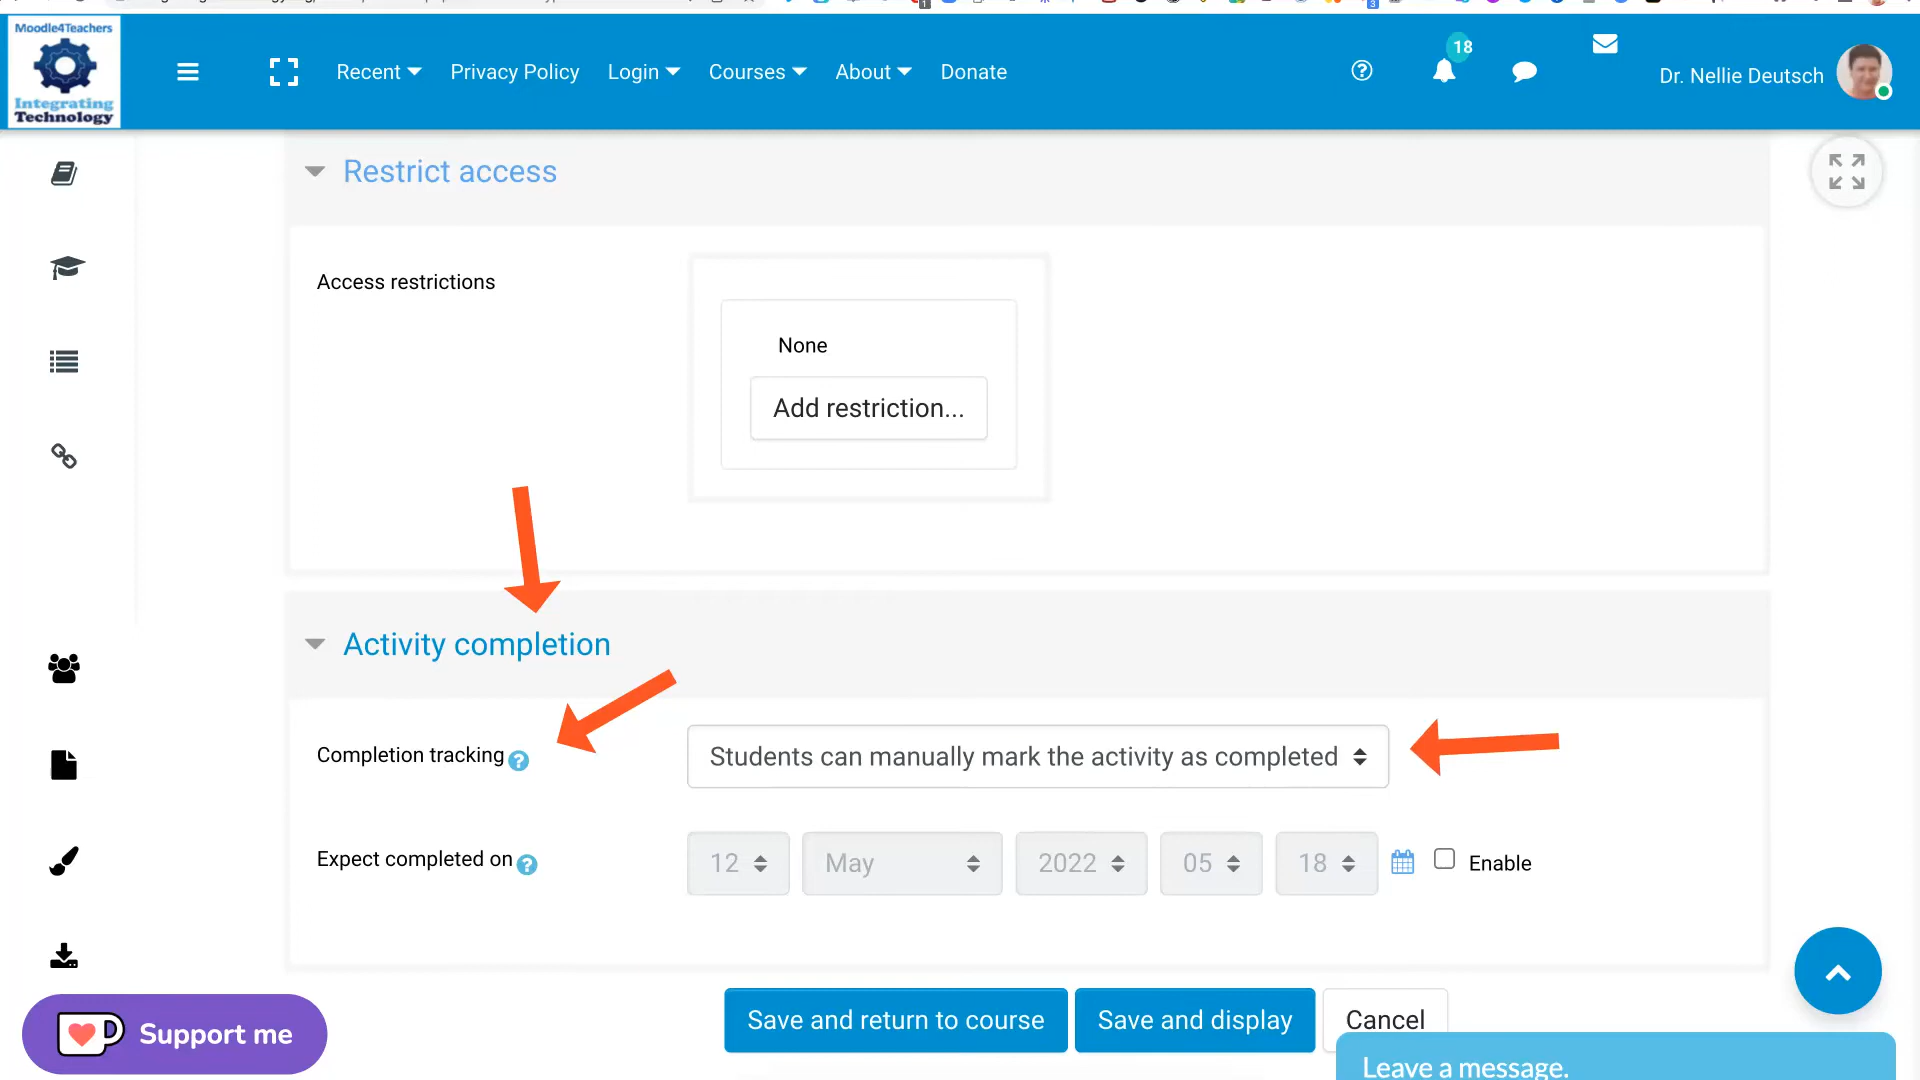 Moodle4Teachers
Integrating
Technology
Recent
Privacy Policy
Login
Courses
About
Donate
18
Dr. Nellie Deutsch
Restrict access
Access restrictions
None
Add restriction...
Activity completion
Completion tracking ?
Students can manually mark the activity as completed
Expect completed on ?
12
May
2022
05
18
Enable
Save and return to course
Save and display
Cancel
Support me
Leave a message.